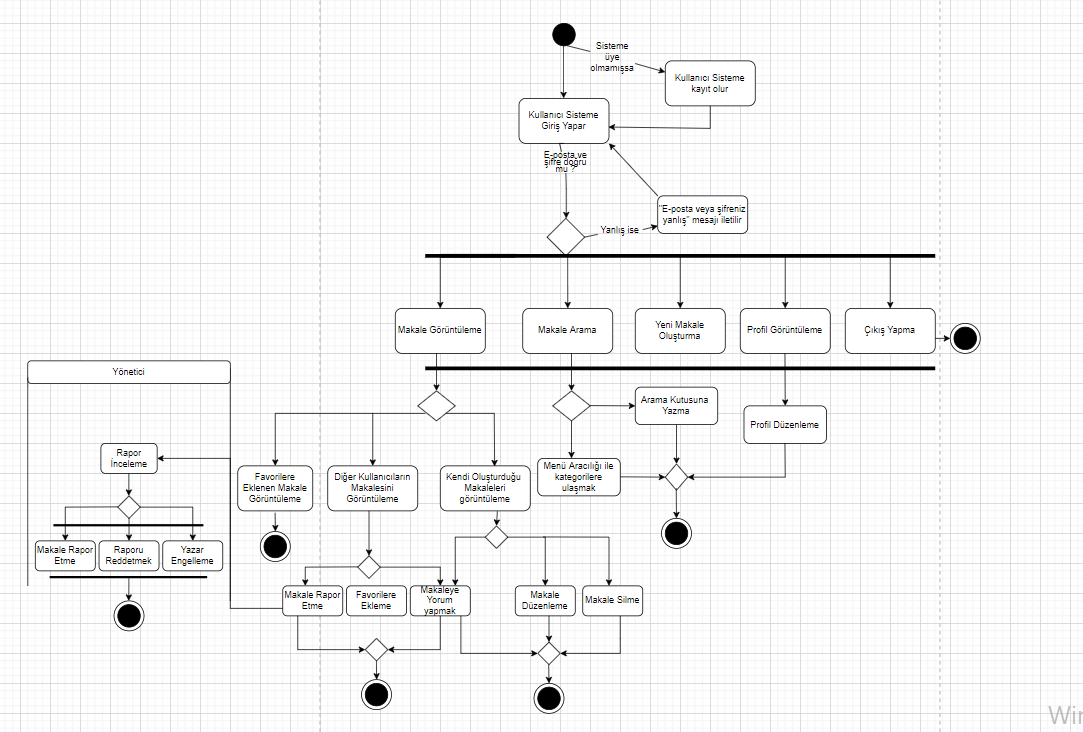 Sisteme
üye
olmamışsa
Kullanıcı Sisteme
kayıt olur
Kullanıcı Sisteme
Giriş Yapar
E-posta ve
şifre doğru
mu ?
"E-posta veya şifreniz
yanlış" mesajı iletilir
Yanlış ise
Makale Görüntüleme
Makale Arama
Yeni Makale
Oluşturma
Profil Görüntüleme
Çıkış Yapma
Yönetici
Arama Kutusuna
Yazma
Profil Düzenleme
Rapor
İnceleme
Favorilere
Eklenen Makale
Görüntüleme
Diğer Kullanıcıların
Makalesini
Görüntüleme
Kendi Oluşturduğu
Makaleleri
görüntüleme
Menü Aracılığı ile
kategorilere
ulaşmak
Makale Rapor
Etme
Raporu
Reddetmek
Yazar
Engelleme
Makale Rapor
Etme
Favorilere
Ekleme
Makaleye
Yorum
yapmak
Makale
Düzenleme
Makale Silme